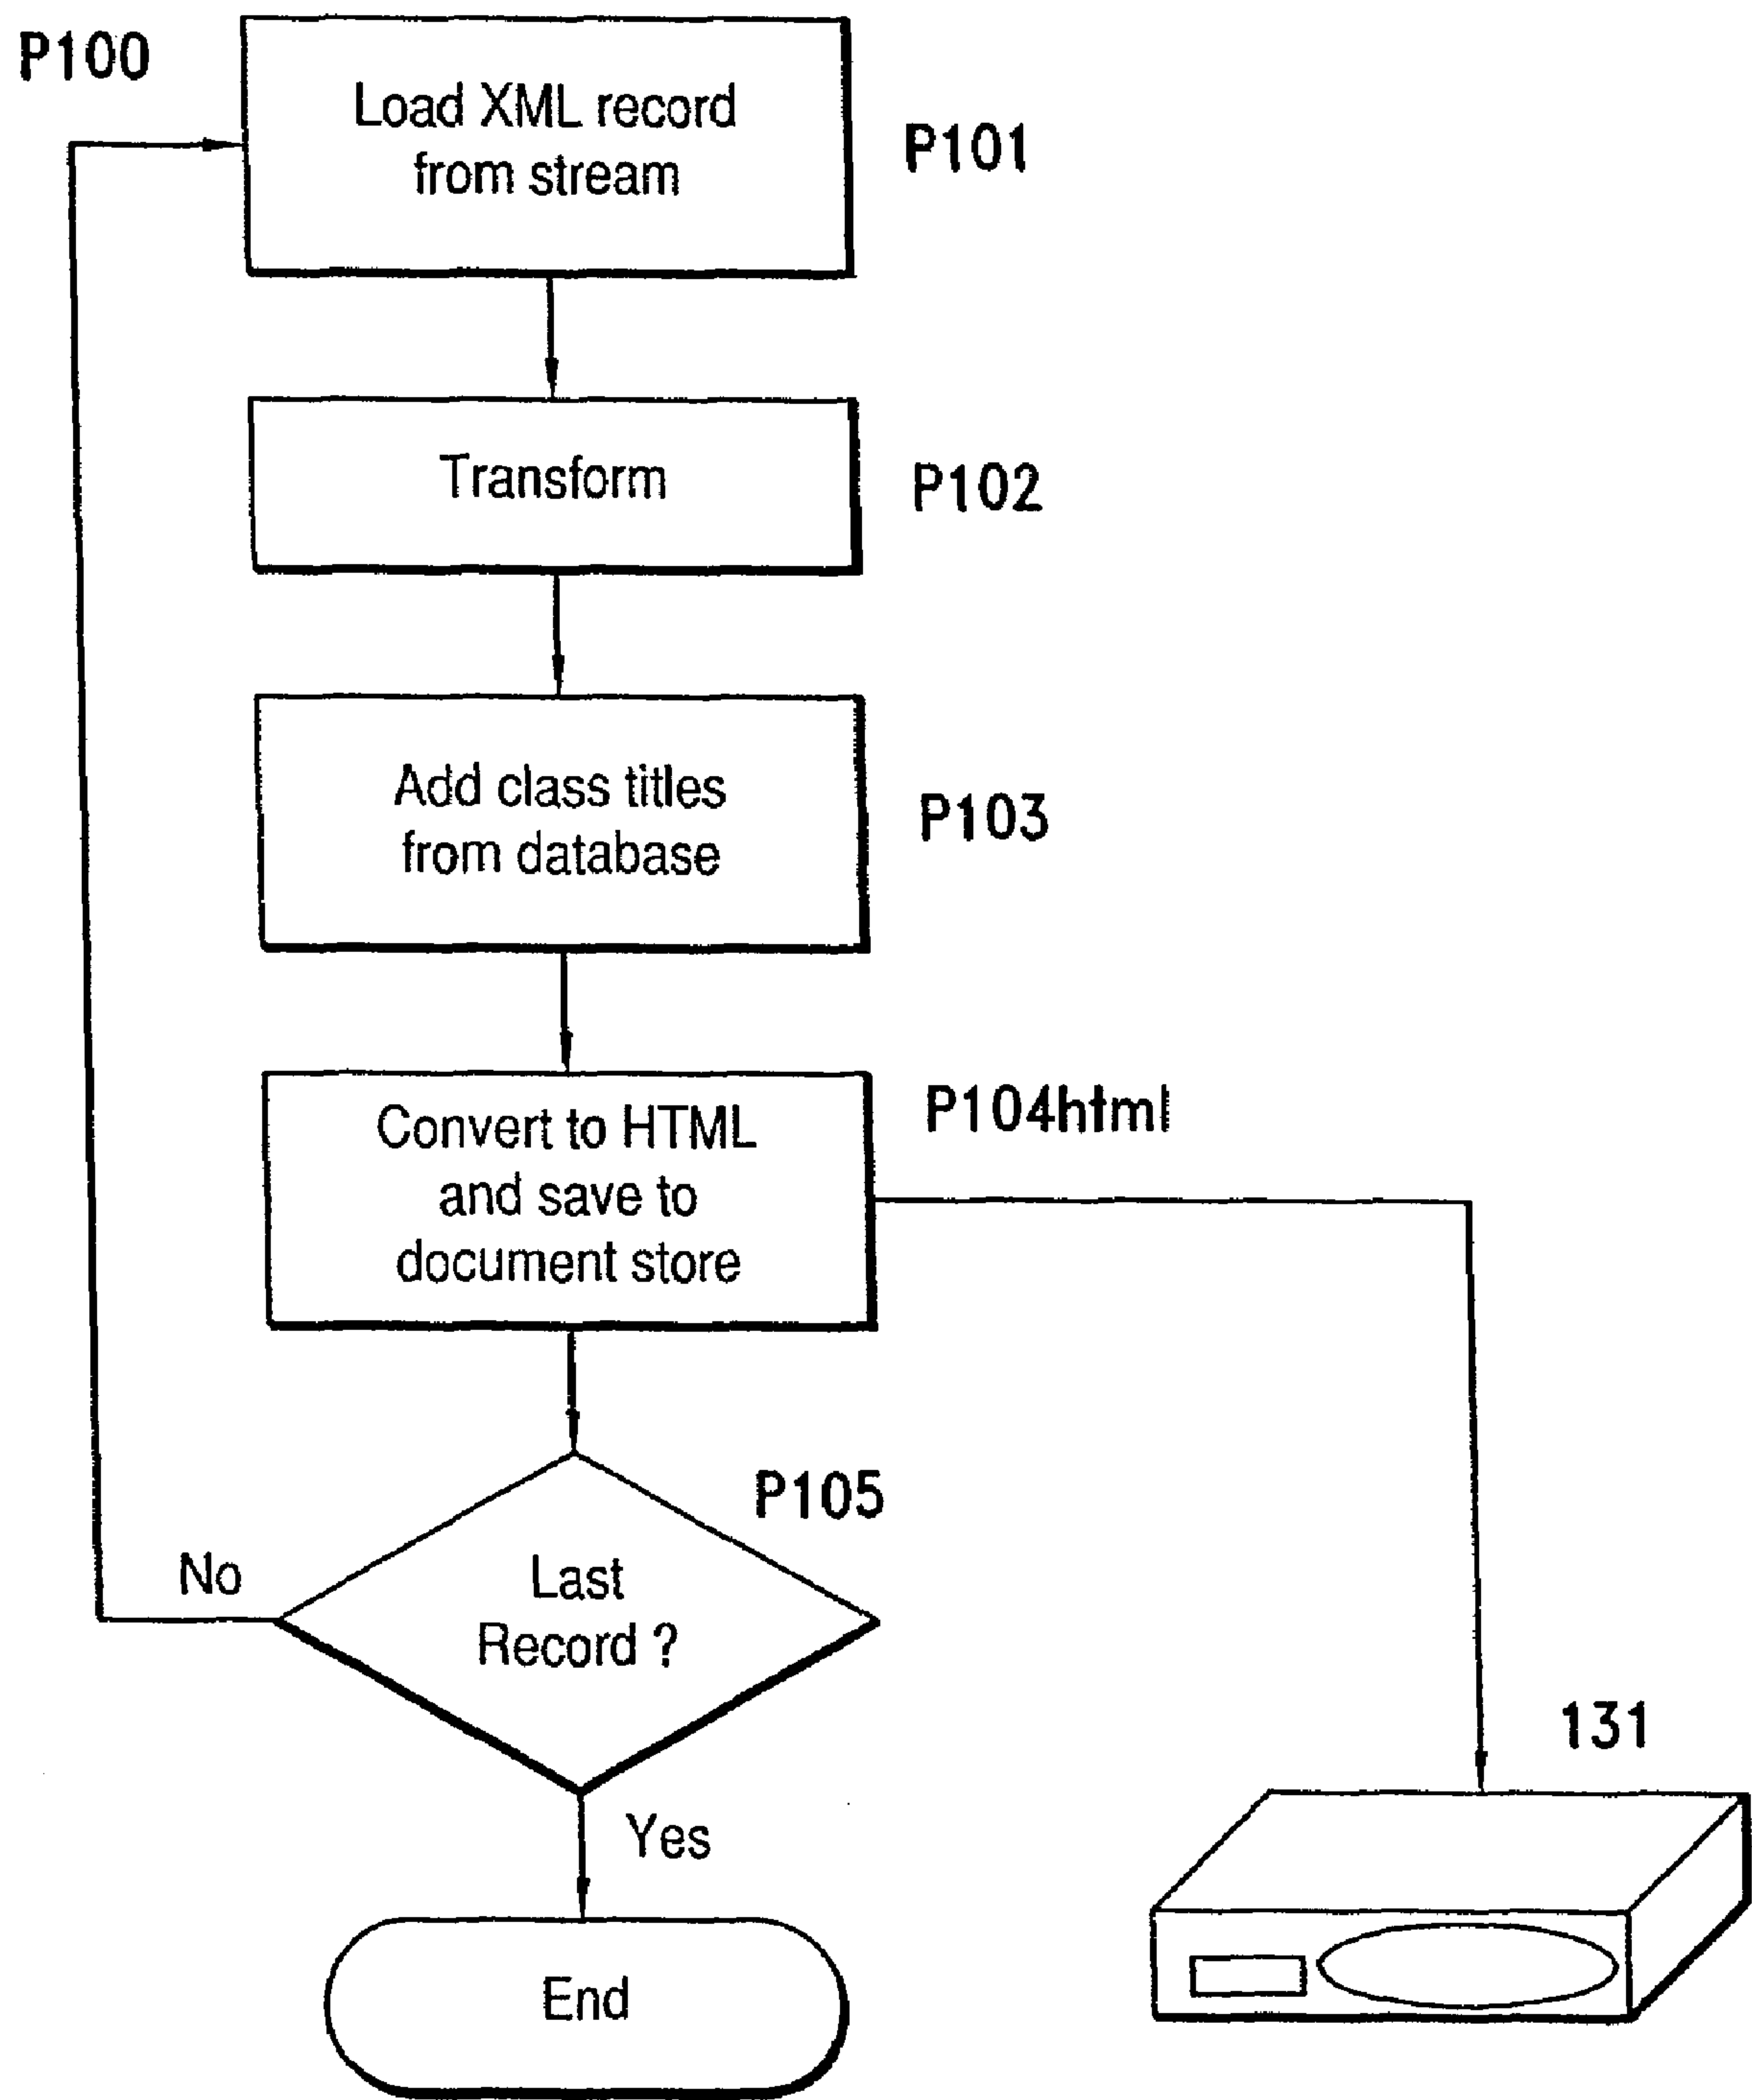 P100
Load XML record
from stream
P101
Transform
P102
Add class titles
from database
P103
Convert to HTML
and save to
document store
P104html
P105
Last
Record ?
No
Yes
End
131